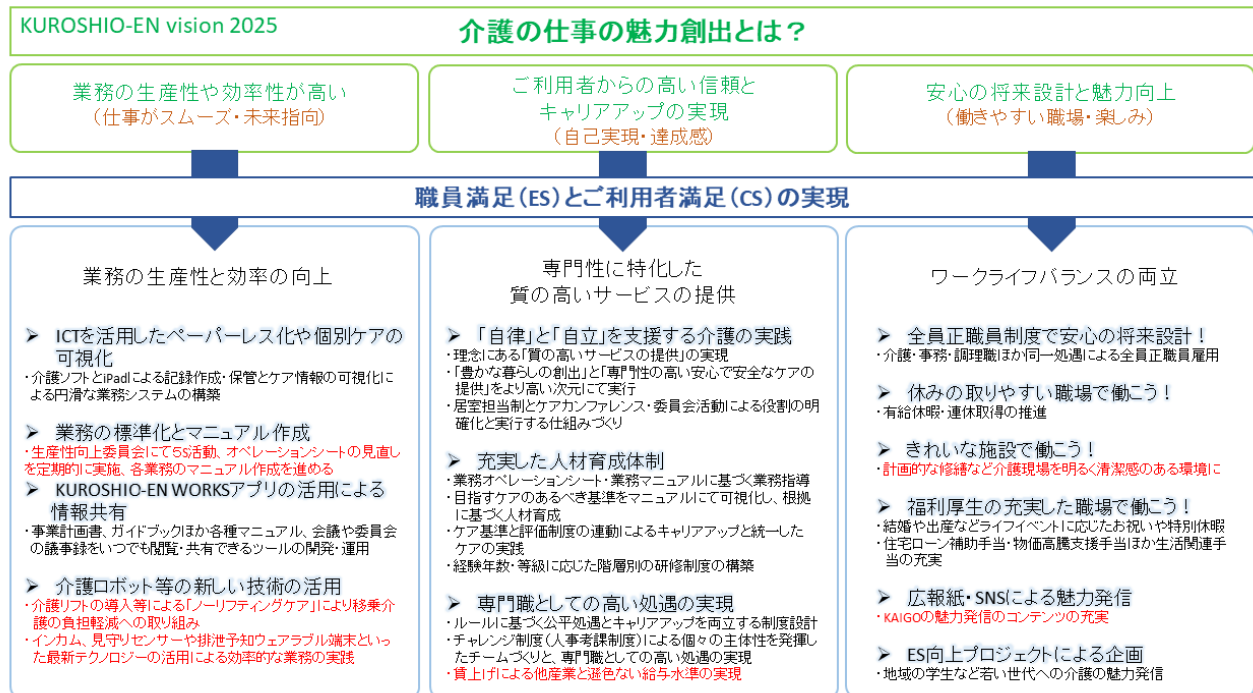 KUROSHIO-EN vision 2025
介護の仕事の魅力創出とは？
業務の生産性や効率性が高い
（仕事がスムーズ・未来指向）
ご利用者からの高い信頼と
キャリアアップの実現
（自己実現・達成感）
安心の将来設計と魅力向上
（働きやすい職場・楽しみ）
職員満足（ES）とご利用者満足（CS）の実現
業務の生産性と効率の向上
➢ ICTを活用したペーパーレス化や個別ケアの
可視化
・介護ソフトとiPadによる記録作成・保管とケア情報の可視化に
よる円滑な業務システムの構築
➢ 業務の標準化とマニュアル作成
・生産性向上委員会にて5S活動、オペレーションシートの見直し
を定期的に実施、各業務のマニュアル作成を進める
➢ KUROSHIO-EN WORKSアプリの活用による
情報共有
・事業計画書、ガイドブックほか各種マニュアル、会議や委員会
の議事録をいつでも閲覧・共有できるツールの開発・運用
➢ 介護ロボット等の新しい技術の活用
・介護リフトの導入等による「ノーリフティングケア」により移乗介
護の負担軽減への取り組み
・インカム、見守りセンサーや排泄予知ウェアラブル端末といっ
た最新テクノロジーの活用による効率的な業務の実践
専門性に特化した
質の高いサービスの提供
➢ 「自律」と「自立」を支援する介護の実践
・理念にある「質の高いサービスの提供」の実現
・「豊かな暮らしの創出」と「専門性の高い安心で安全なケアの
提供」をより高い次元にて実行
・居室担当制とケアカンファレンス・委員会活動による役割の明
確化と実行する仕組みづくり
➢ 充実した人材育成体制
・業務オペレーションシート・業務マニュアルに基づく業務指導
・目指すケアのあるべき基準をマニュアルにて可視化し、根拠
に基づく人材育成
・ケア基準と評価制度の連動によるキャリアアップと統一した
ケアの実践
・経験年数・等級に応じた階層別の研修制度の構築
➢ 専門職としての高い処遇の実現
・ルールに基づく公平処遇とキャリアアップを両立する制度設計
・チャレンジ制度（人事考課制度）による個々の主体性を発揮し
たチームづくりと、専門職としての高い処遇の実現
・賃上げによる他産業と遜色ない給与水準の実現
ワークライフバランスの両立
➢ 全員正職員制度で安心の将来設計！
・介護・事務・調理職ほか同一処遇による全員正職員雇用
➢ 休みの取りやすい職場で働こう！
・有給休暇・連休取得の推進
➢ きれいな施設で働こう！
・計画的な修繕など介護現場を明るく清潔感のある環境に
➢ 福利厚生の充実した職場で働こう！
・結婚や出産などライフイベントに応じたお祝いや特別休暇
・住宅ローン補助手当・物価高騰支援手当ほか生活関連手
当の充実
➢ 広報紙・SNSによる魅力発信
・KAIGOの魅力発信のコンテンツの充実
➢ ES向上プロジェクトによる企画
・地域の学生など若い世代への介護の魅力発信